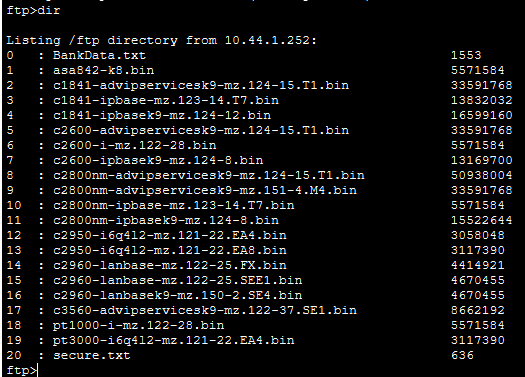 ftp>dir
Listing /ftp directory from 10.44.1.252:
0 : BankData.txt 1553
1 : asa842-k8.bin 5571584
2 : c1841-advipservicesk9-mz.124-15.T1.bin 33591768
3 : c1841-ipbase-mz.123-14.T7.bin 13832032
4 : c1841-ipbasek9-mz.124-12.bin 16599160
5 : c2600-advipservicesk9-mz.124-15.T1.bin 33591768
6 : c2600-i-mz.122-28.bin 5571584
7 : c2600-ipbasek9-mz.124-8.bin 13169700
8 : c2800nm-advipservicesk9-mz.124-15.T1.bin 50938004
9 : c2800nm-advipservicesk9-mz.151-4.M4.bin 33591768
10 : c2800nm-ipbase-mz.123-14.T7.bin 5571584
11 : c2800nm-ipbasek9-mz.124-8.bin 15522644
12 : c2950-i6q4l2-mz.121-22.EA4.bin 3058048
13 : c2950-i6q4l2-mz.121-22.EA8.bin 3117390
14 : c2960-lanbase-mz.122-25.FX.bin 4414921
15 : c2960-lanbase-mz.122-25.SEE1.bin 4670455
16 : c2960-lanbasek9-mz.150-2.SE4.bin 4670455
17 : c3560-advipservicesk9-mz.122-37.SE1.bin 8662192
18 : pt1000-i-mz.122-28.bin 5571584
19 : pt3000-i6q4l2-mz.121-22.EA4.bin 3117390
20 : secure.txt 636
ftp>